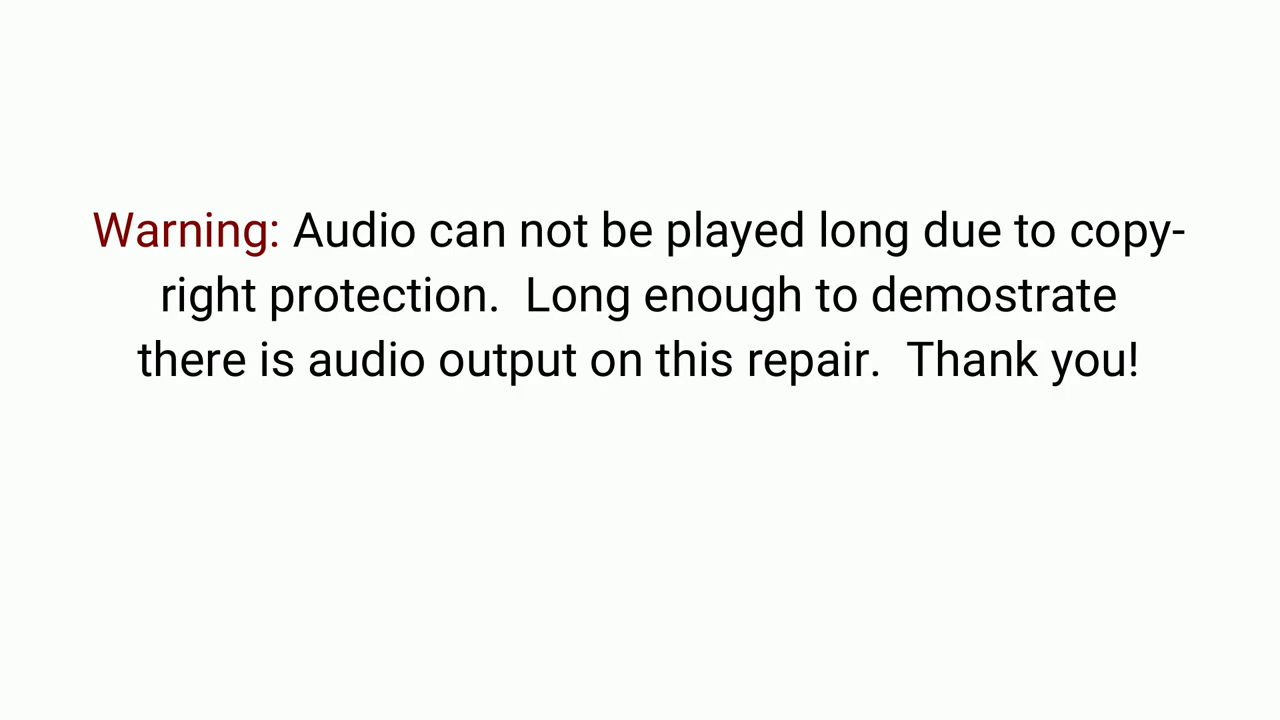 Warning: Audio can not be played long due to copy-
right protection.  Long enough to demostrate
there is audio output on this repair.  Thank you!